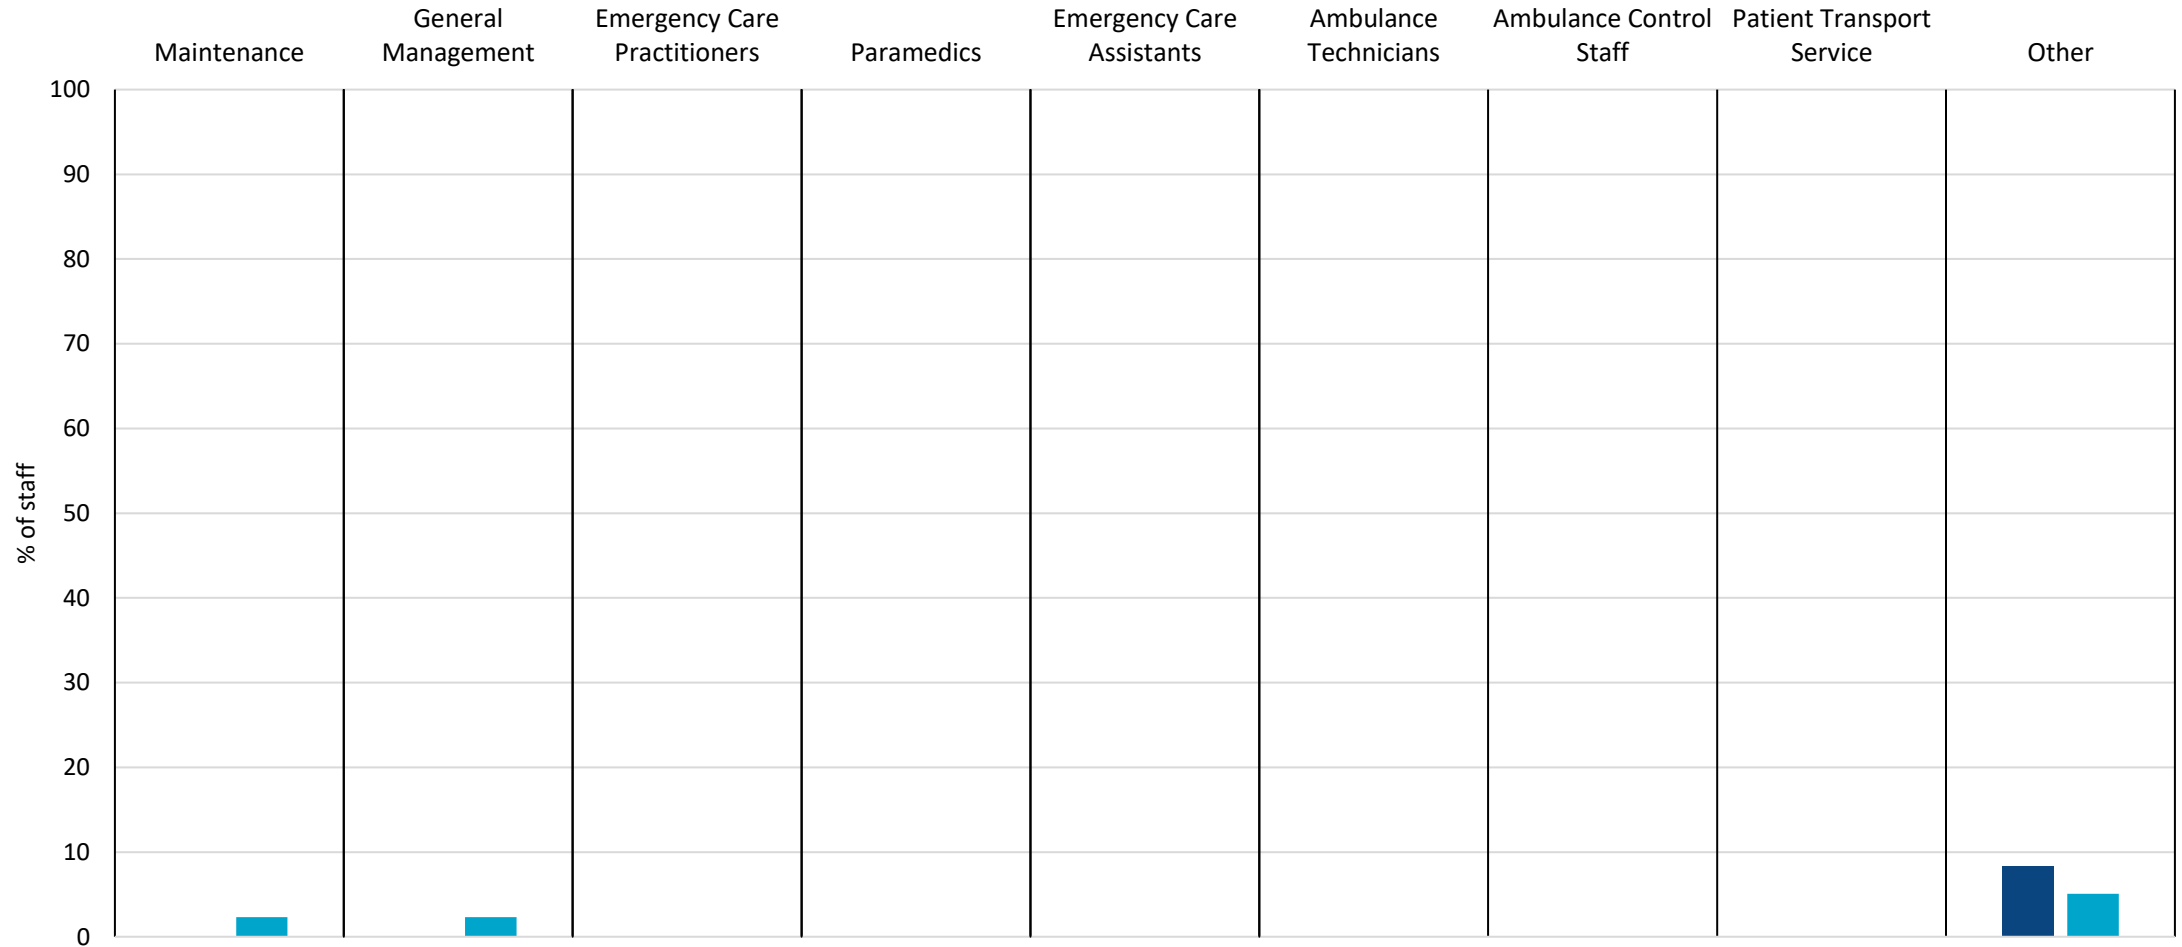 Maintenance
General
Management
Emergency Care
Practitioners
Paramedics
Emergency Care
Assistants
Ambulance
Technicians
Ambulance Control
Staff
Patient Transport
Service
Other
100
90
80
70
60
50
40
30
20
10
0
% of staff